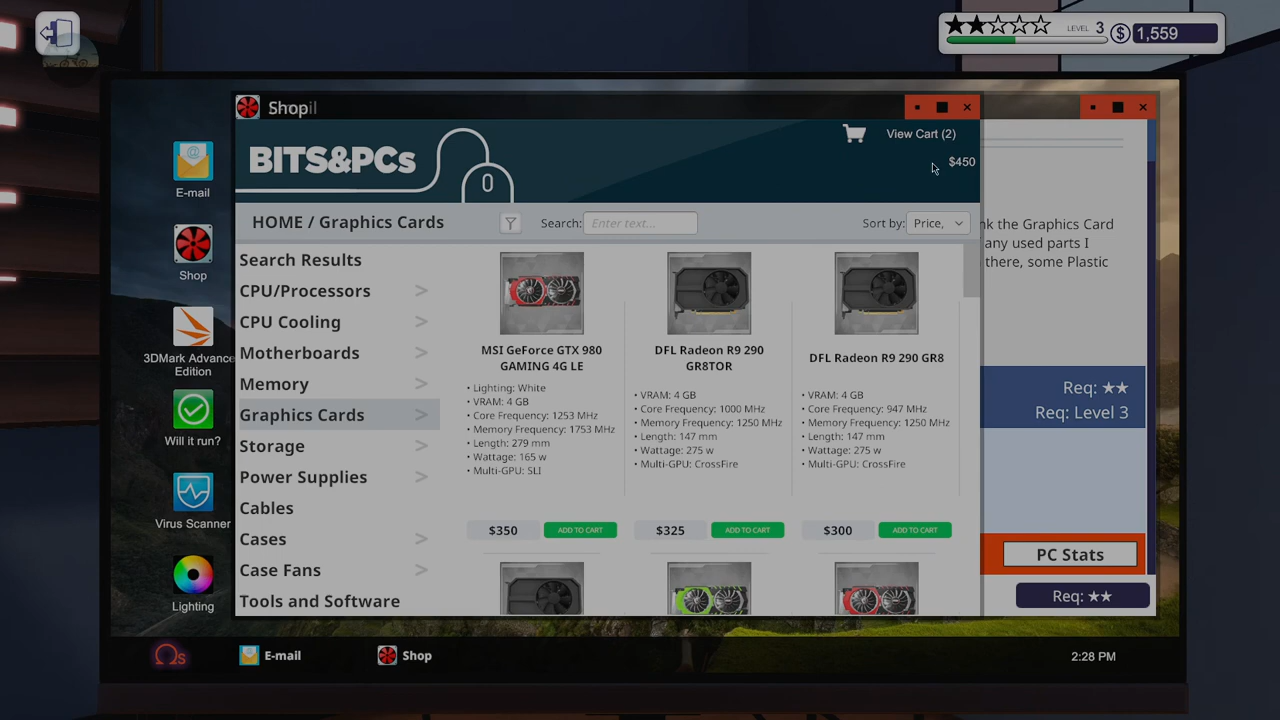 LEVEL 3
$ 1,559
Shop
View Cart (2)
$450
BITS&PCs
HOME / Graphics Cards
Search: Enter text...
Sort by: Price,
E-mail
Shop
3DMark Advance
Edition
Will it run?
Virus Scanner
Lighting
Search Results
CPU/Processors >
CPU Cooling >
Motherboards >
Memory >
Graphics Cards >
Storage >
Power Supplies >
Cables
Cases >
Case Fans >
Tools and Software
MSI GeForce GTX 980
GAMING 4G LE
• Lighting: White
• VRAM: 4 GB
• Core Frequency: 1253 MHz
• Memory Frequency: 1753 MHz
• Length: 279 mm
• Wattage: 165 w
• Multi-GPU: SLI
$350 ADD TO CART
DFL Radeon R9 290
GR8TOR
• VRAM: 4 GB
• Core Frequency: 1000 MHz
• Memory Frequency: 1250 MHz
• Length: 147 mm
• Wattage: 275 w
• Multi-GPU: CrossFire
$325 ADD TO CART
DFL Radeon R9 290 GR8
• VRAM: 4 GB
• Core Frequency: 947 MHz
• Memory Frequency: 1250 MHz
• Length: 147 mm
• Wattage: 275 w
• Multi-GPU: CrossFire
$300 ADD TO CART
nk the Graphics Card
any used parts I
there, some Plastic
Req: ★★
Req: Level 3
PC Stats
Req: ★★
Ωs
E-mail
Shop
2:28 PM